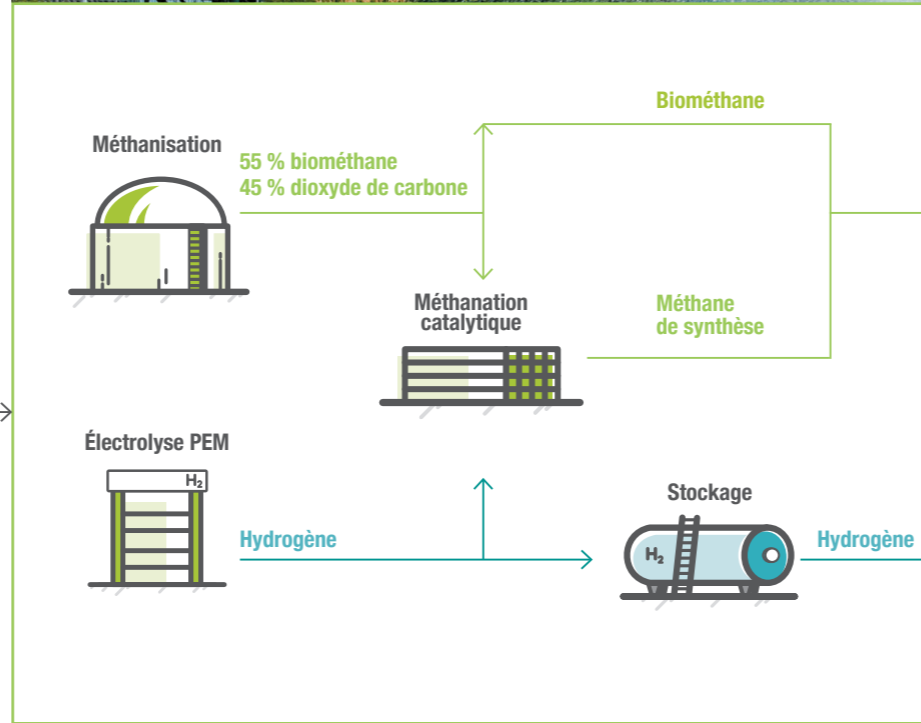 Biométhane
Méthanisation
55 % biométhane
45 % dioxyde de carbone
Méthanation
catalytique
Méthane
de synthèse
Électrolyse PEM
H₂
Hydrogène
Stockage
H₂
Hydrogène